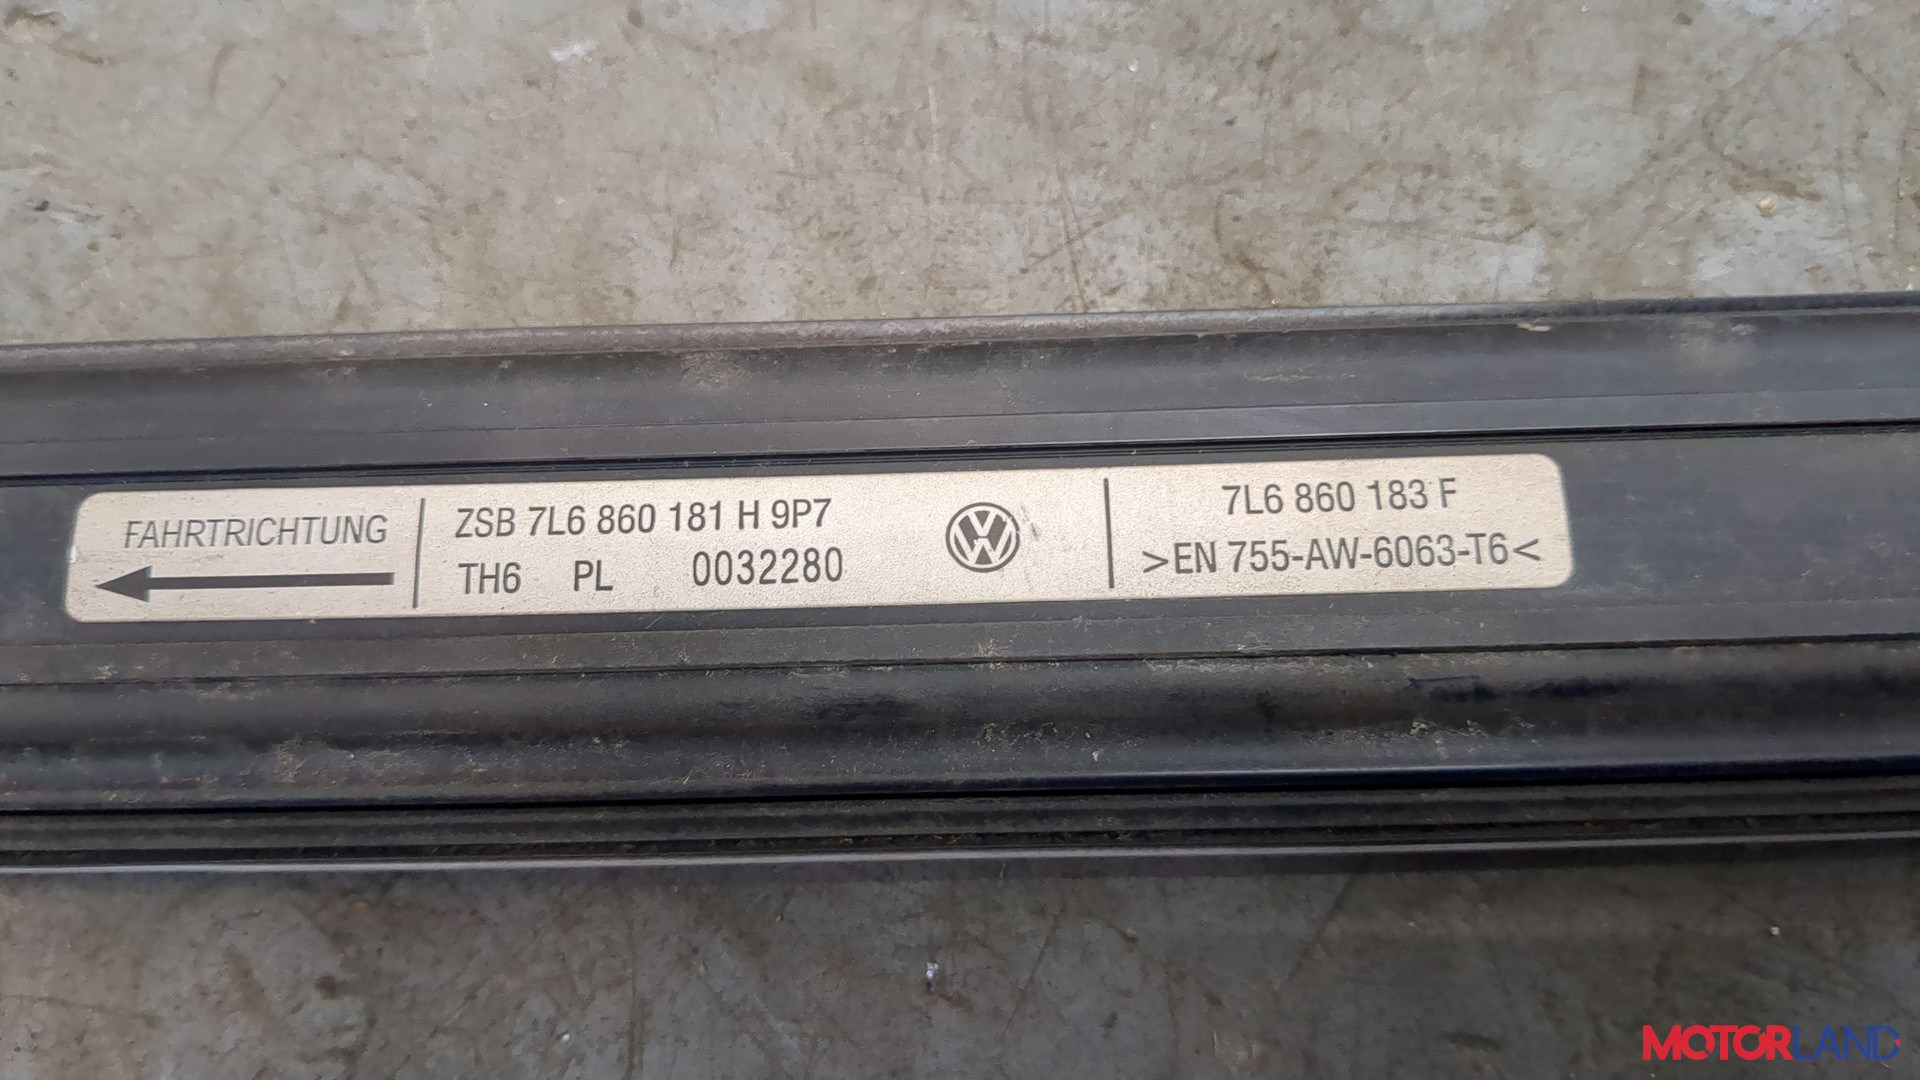 FAHRTRICHTUNG
ZSB 7L6 860 181 H 9P7
TH6 PL 0032280
7L6 860 183 F
>EN 755-AW-6063-T6<
MOTORLAND